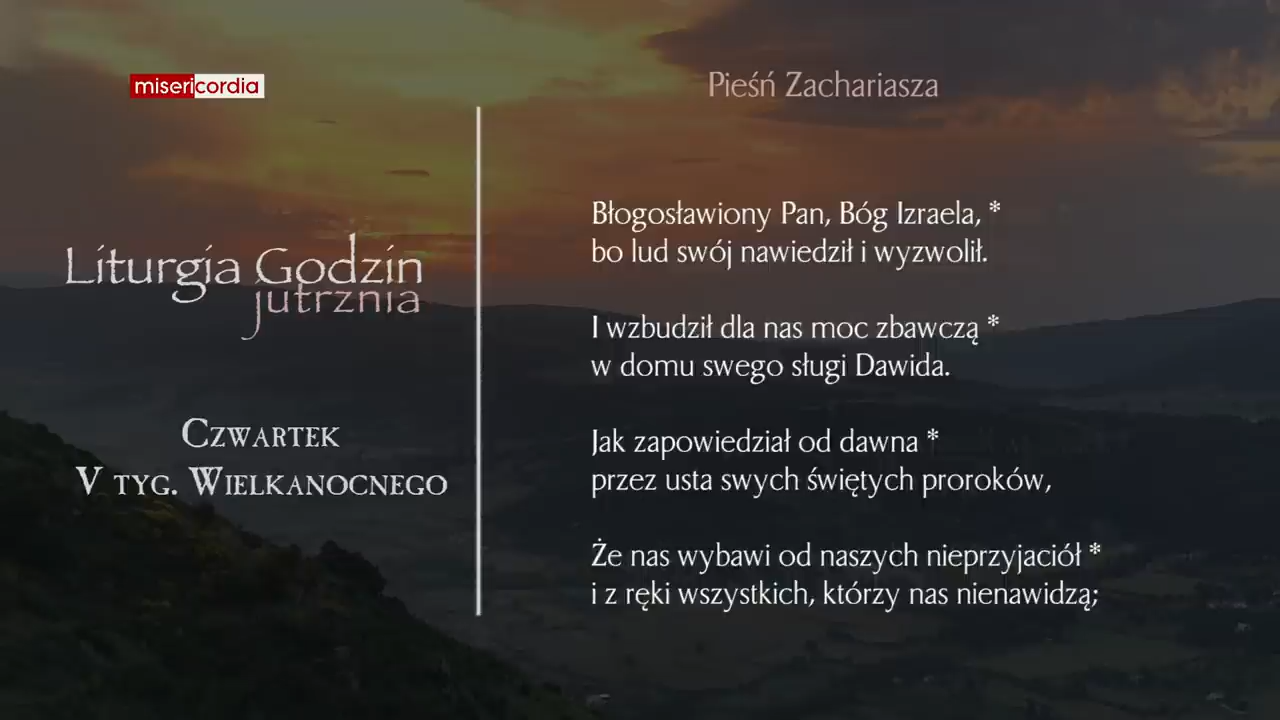 misericordia
Liturgia Godzin
jutrznia
Czwartek
V tyg. Wielkanocnego
Pieśń Zachariasza
Błogosławiony Pan, Bóg Izraela, *
bo lud swój nawiedził i wyzwolił.
I wzbudził dla nas moc zbawczą *
w domu swego sługi Dawida.
Jak zapowiedział od dawna *
przez usta swych świętych proroków,
Że nas wybawi od naszych nieprzyjaciół *
i z ręki wszystkich, którzy nas nienawidzą;